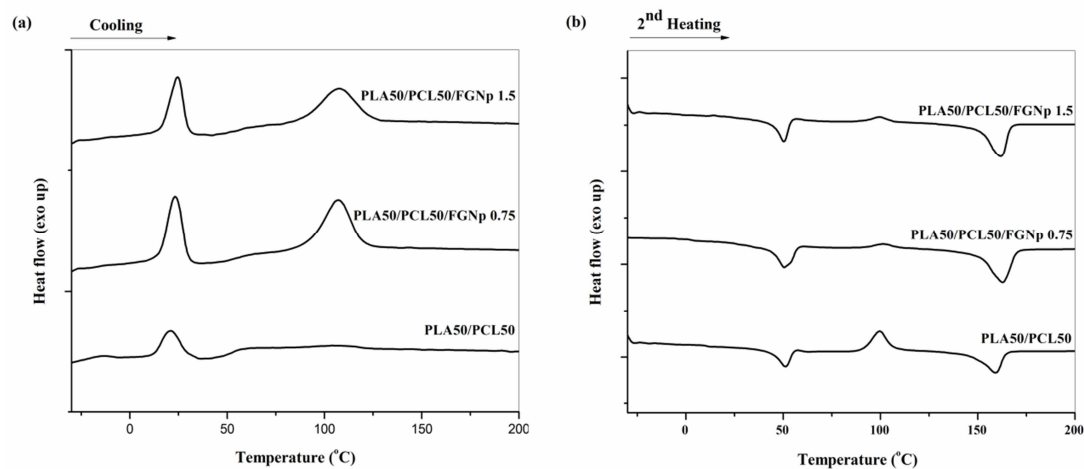 (a)
Cooling
PLA50/PCL50/FGNp 1.5
PLA50/PCL50/FGNp 0.75
PLA50/PCL50
Heat flow (exo up)
0
50
100
150
200
Temperature (°C)
(b)
2nd Heating
PLA50/PCL50/FGNp 1.5
PLA50/PCL50/FGNp 0.75
PLA50/PCL50
Heat flow (exo up)
0
50
100
150
200
Temperature (°C)